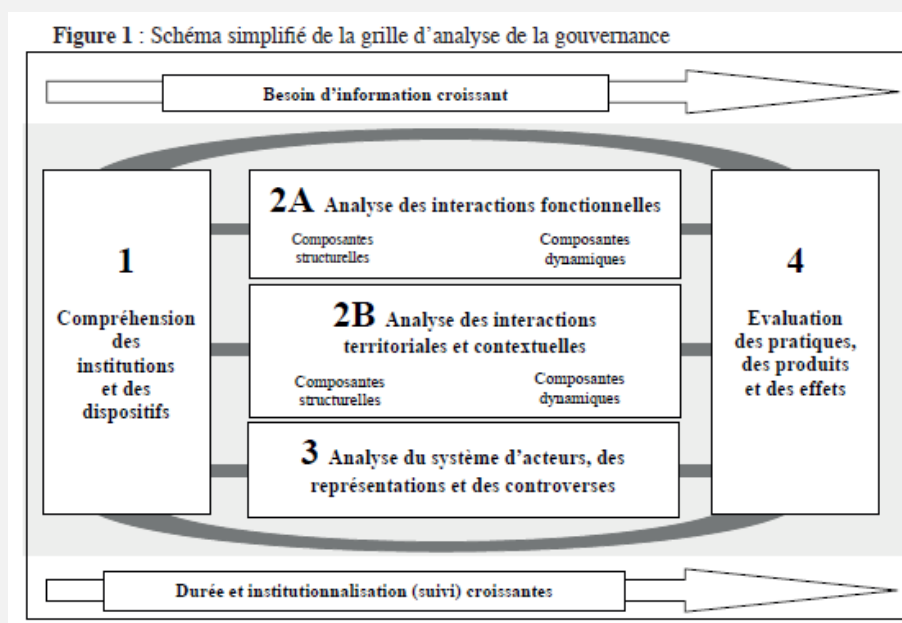 Figure 1 : Schéma simplifié de la grille d'analyse de la gouvernance
Besoin d'information croissant
1
Compréhension
des
institutions
et des
dispositifs
2A Analyse des interactions fonctionnelles
Composantes
structurelles
Composantes
dynamiques
2B Analyse des interactions
territoriales et contextuelles
Composantes
structurelles
Composantes
dynamiques
3 Analyse du système d'acteurs, des
représentations et des controverses
4
Evaluation
des pratiques,
des produits
et des effets
Durée et institutionnalisation (suivi) croissantes